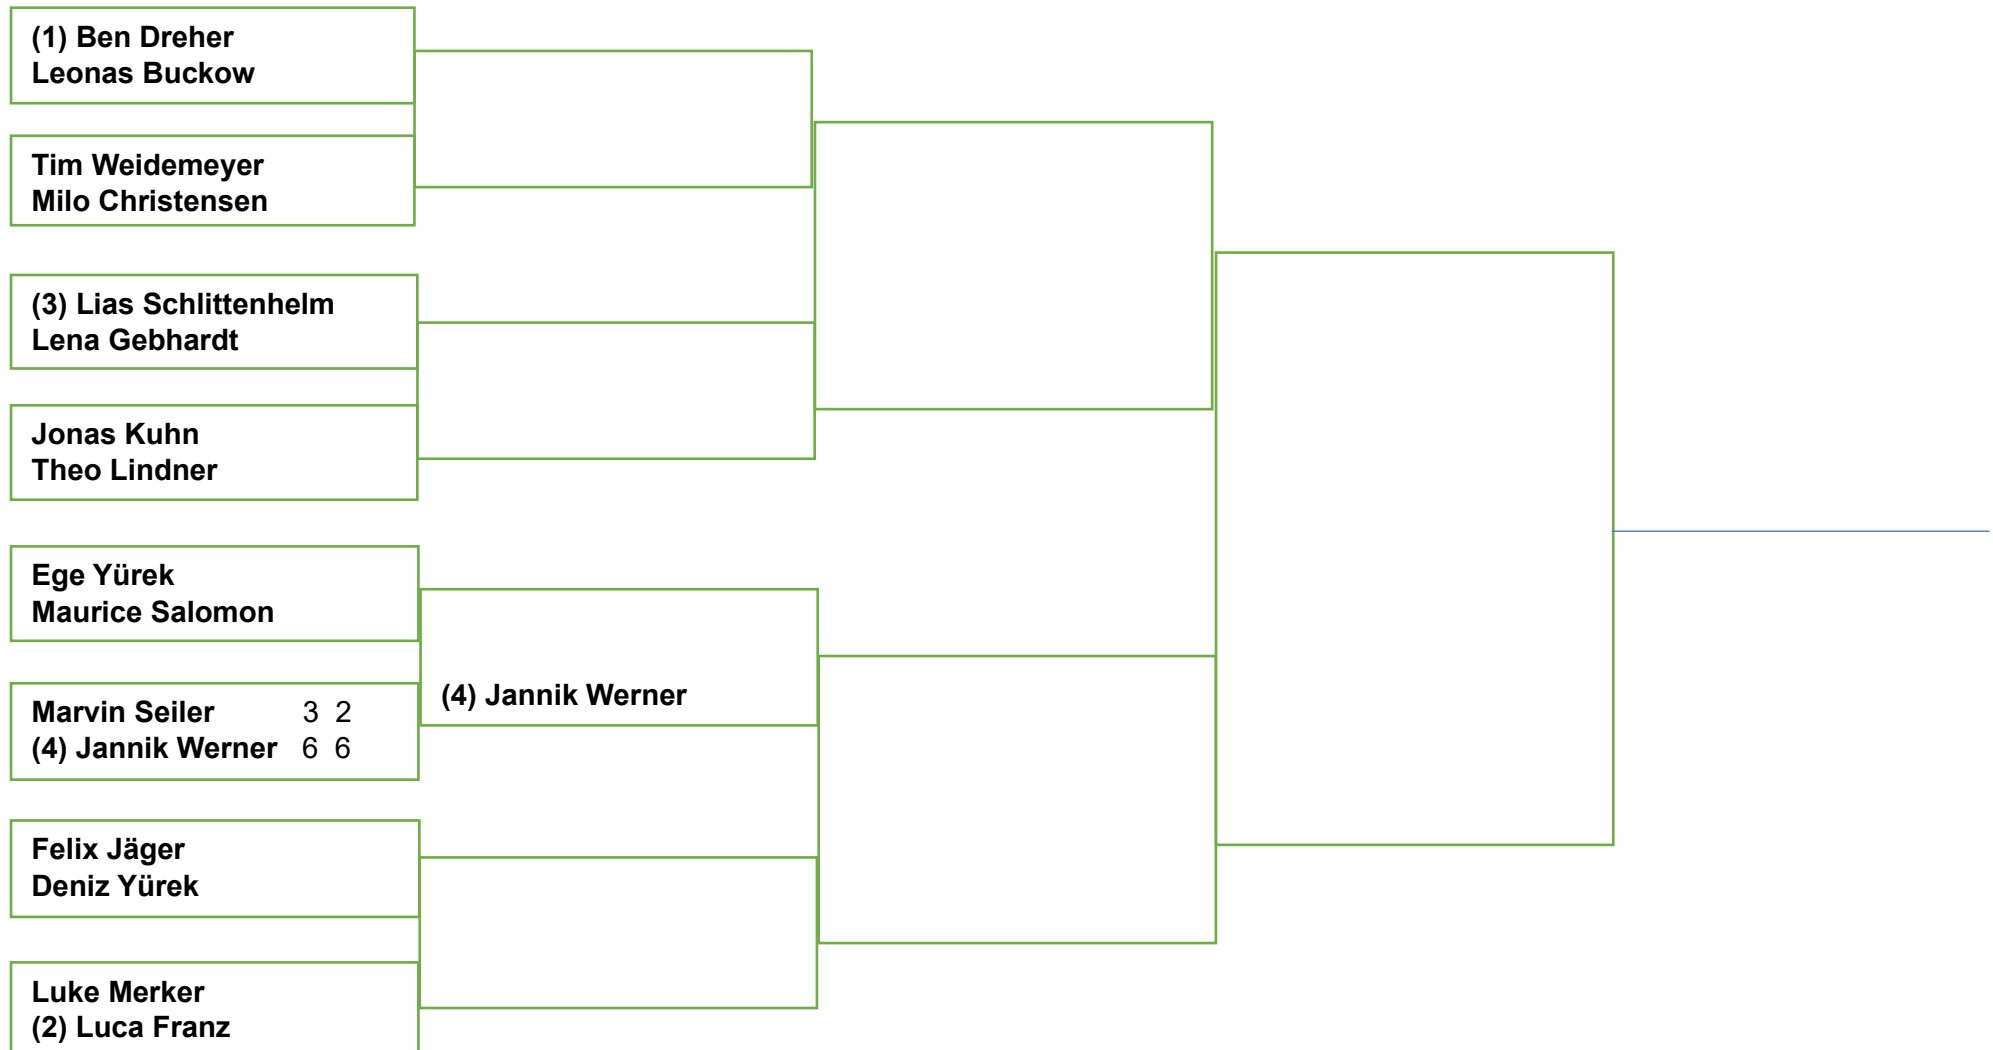 (1) Ben Dreher
Leonas Buckow
Tim Weidemeyer
Milo Christensen
(3) Lias Schlittenhelm
Lena Gebhardt
Jonas Kuhn
Theo Lindner
Ege Yürek
Maurice Salomon
Marvin Seiler 3 2
(4) Jannik Werner 6 6
Felix Jäger
Deniz Yürek
Luke Merker
(2) Luca Franz
(4) Jannik Werner